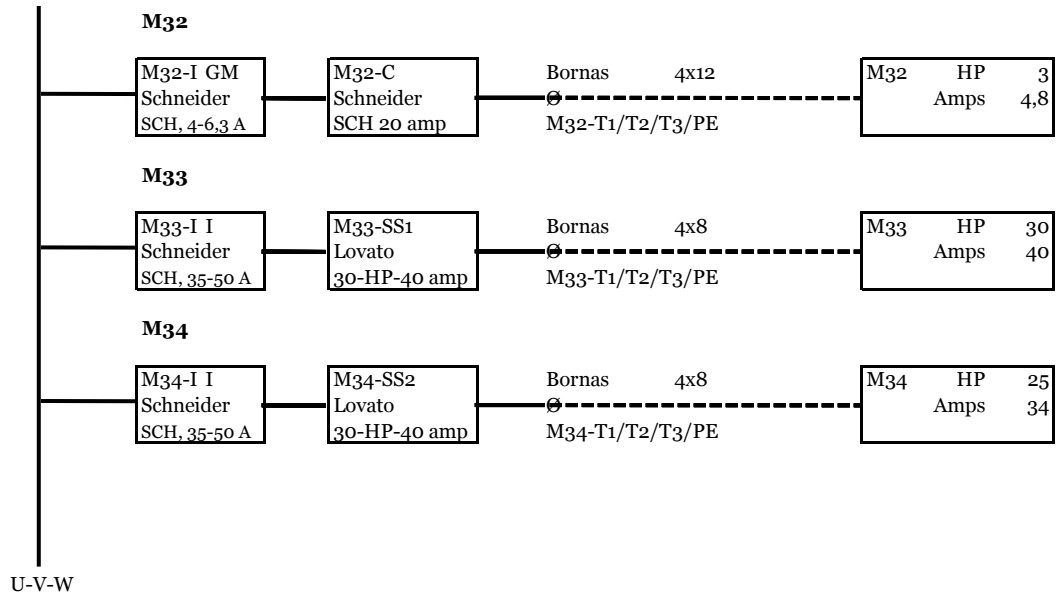 M32
M32-I GM M32-C Bornas 4x12 M32 HP 3
Schneider Schneider Ø Amps 4,8
SCH, 4-6,3 A SCH 20 amp M32-T1/T2/T3/PE
M33
M33-I I M33-SS1 Bornas 4x8 M33 HP 30
Schneider Lovato Ø Amps 40
SCH, 35-50 A 30-HP-40 amp M33-T1/T2/T3/PE
M34
M34-I I M34-SS2 Bornas 4x8 M34 HP 25
Schneider Lovato Ø Amps 34
SCH, 35-50 A 30-HP-40 amp M34-T1/T2/T3/PE
U-V-W